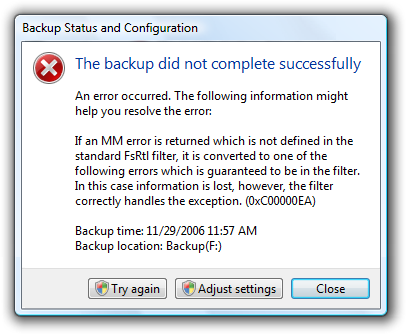 Backup Status and Configuration
The backup did not complete successfully
An error occurred. The following information might
help you resolve the error:
If an MM error is returned which is not defined in the
standard FsRtl filter, it is converted to one of the
following errors which is guaranteed to be in the filter.
In this case information is lost, however, the filter
correctly handles the exception. (0xC00000EA)
Backup time: 11/29/2006 11:57 AM
Backup location: Backup(F:)
Try again Adjust settings Close